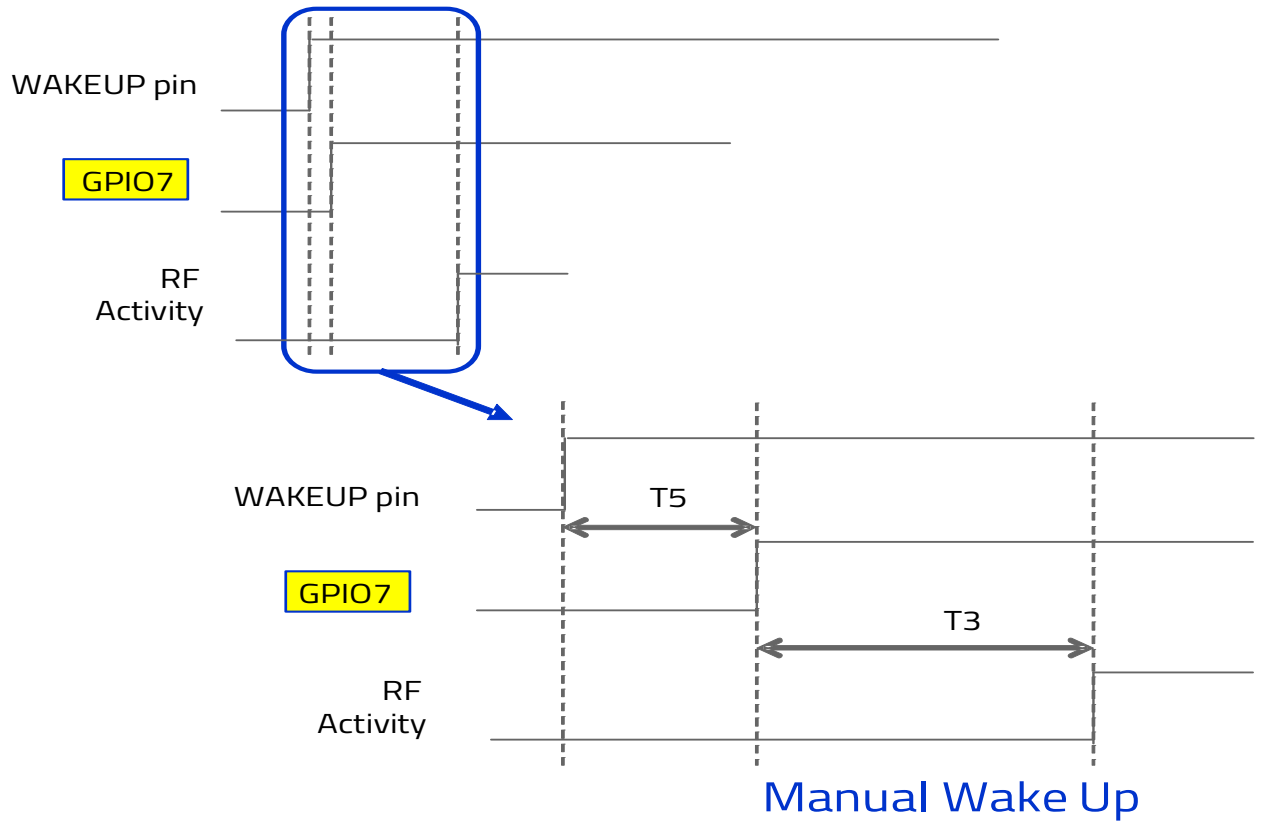 WAKEUP pin
GPIO7
RF
Activity
WAKEUP pin
T5
GPIO7
T3
RF
Activity
Manual Wake Up